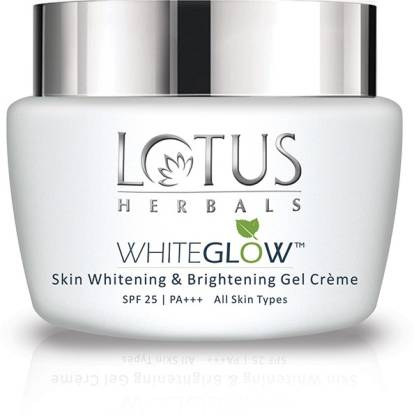 LOTUS
HERBALS
WHITEGLOW™
Skin Whitening & Brightening Gel Crème
SPF 25 | PA+++ All Skin Types